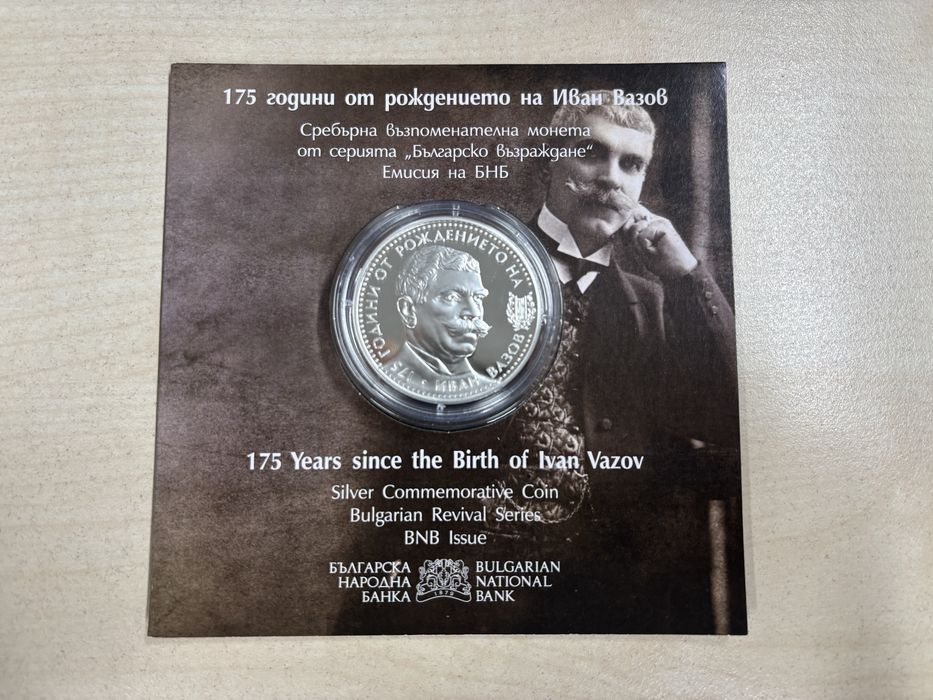 175 години от рождението на Иван Вазов
Сребърна възпоменателна монета
от серията „Българско възраждане“
Емисия на БНБ
175 ГОДИНИ ОТ РОЖДЕНИЕТО НА
• ИВАН ВАЗОВ
175 Years since the Birth of Ivan Vazov
Silver Commemorative Coin
Bulgarian Revival Series
BNB Issue
БЪЛГАРСКА
НАРОДНА
БАНКА
1879
BULGARIAN
NATIONAL
BANK